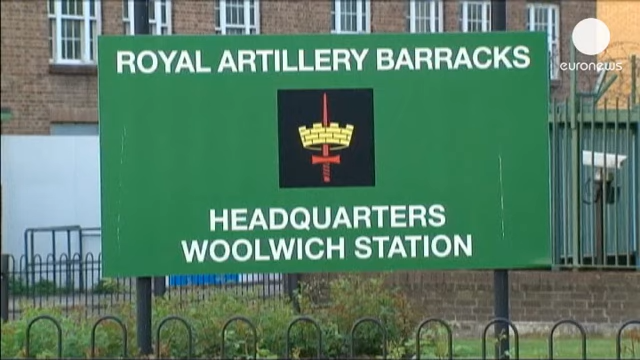 ROYAL ARTILLERY BARRACKS
HEADQUARTERS
WOOLWICH STATION
euronews